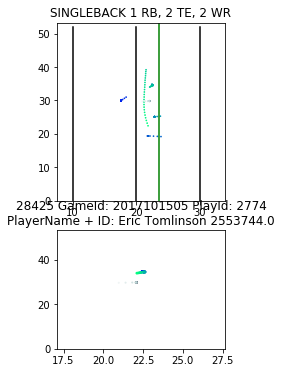 SINGLEBACK 1 RB, 2 TE, 2 WR
50
40
30
20
10
0
10 20 30
28425 GameId: 2017101505 PlayId: 2774
PlayerName + ID: Eric Tomlinson 2553744.0
40
20
0
17.5 20.0 22.5 25.0 27.5